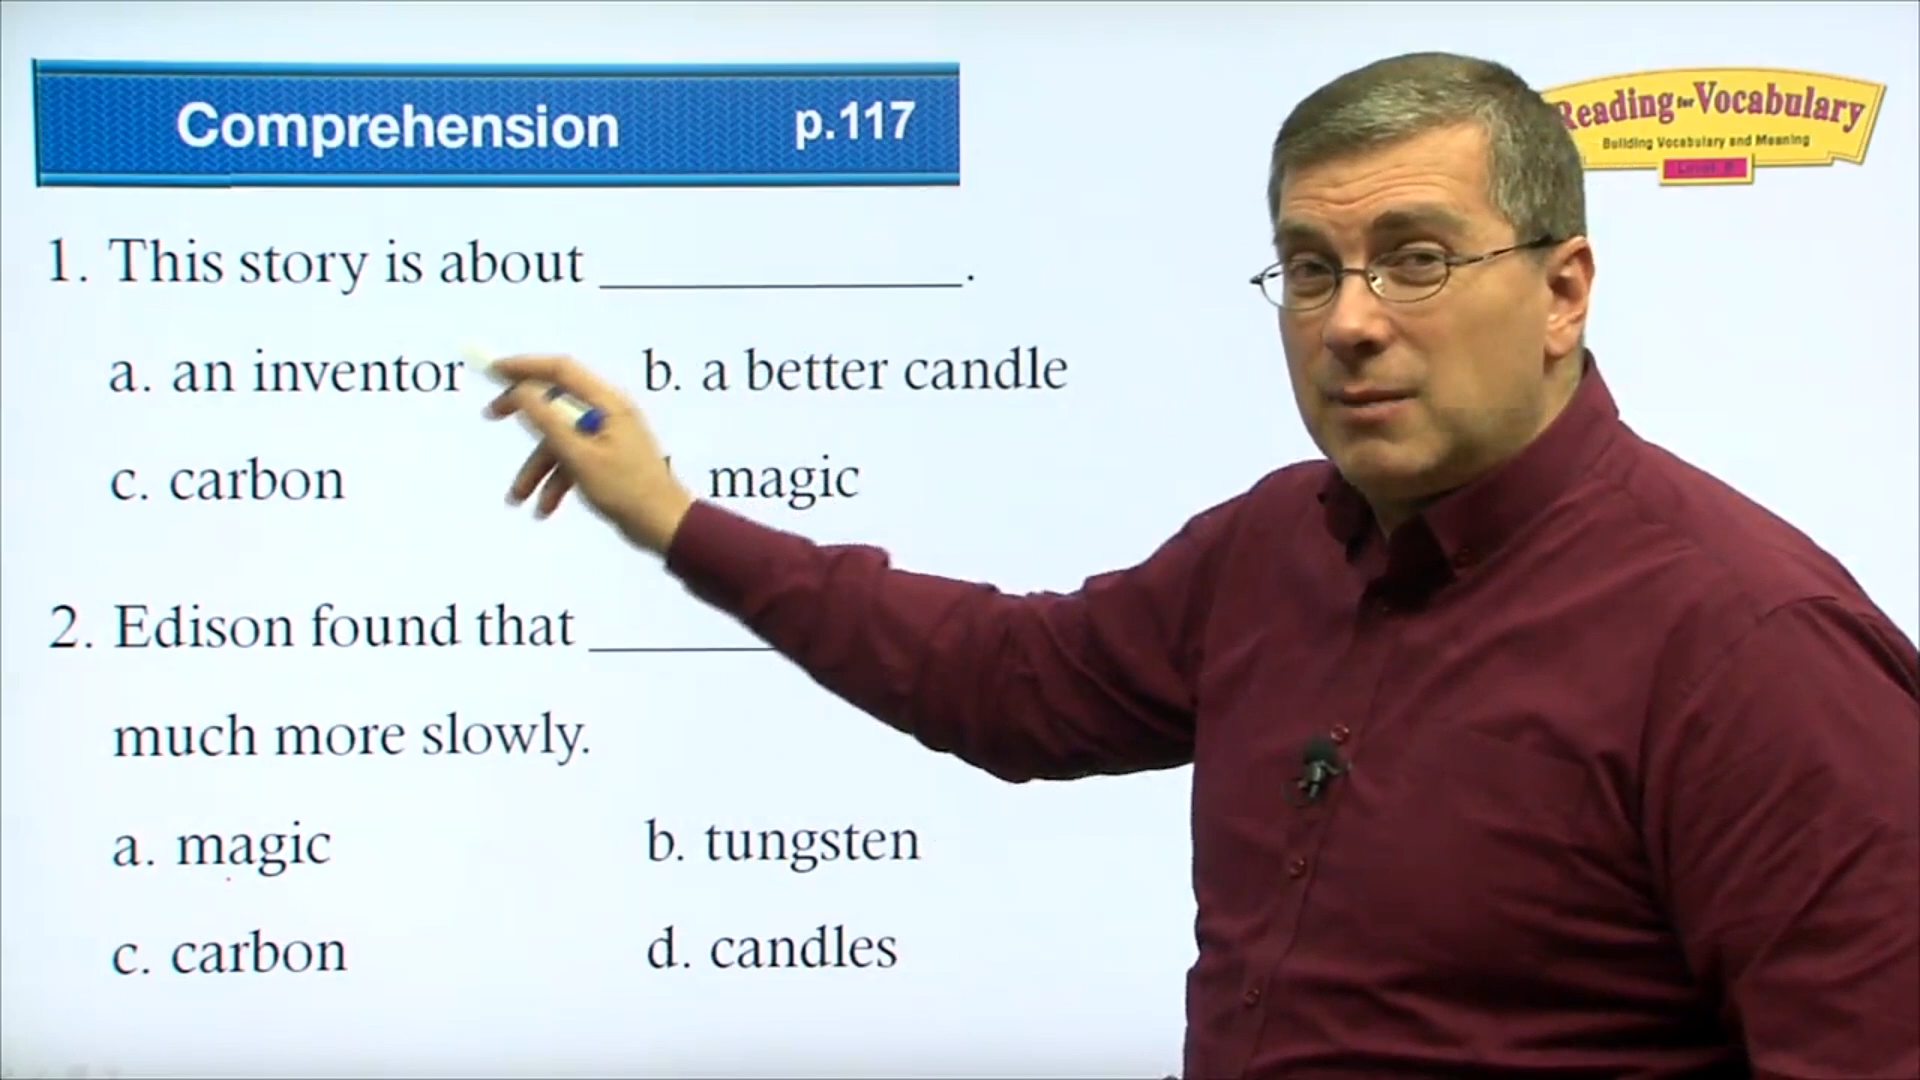 Comprehension p.117
Reading for Vocabulary
Building Vocabulary and Meaning
1. This story is about ____________.
a. an inventor b. a better candle
c. carbon magic
2. Edison found that ______
much more slowly.
a. magic b. tungsten
c. carbon d. candles